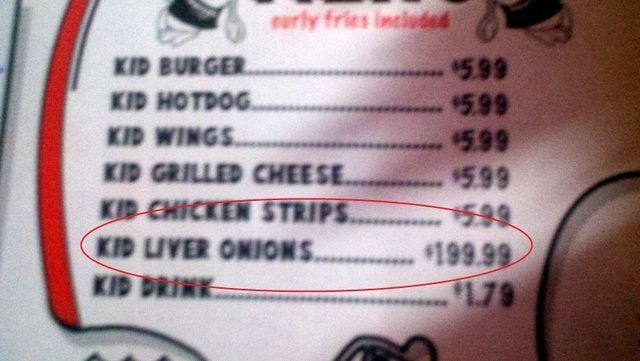 curly fries included
KID BURGER.......................... $5.99
KID HOTDOG.......................... $5.99
KID WINGS............................ $5.99
KID GRILLED CHEESE............. $5.99
KID CHICKEN STRIPS............ $5.99
KID LIVER ONIONS............. $199.99
KID DRINK............................... $1.79